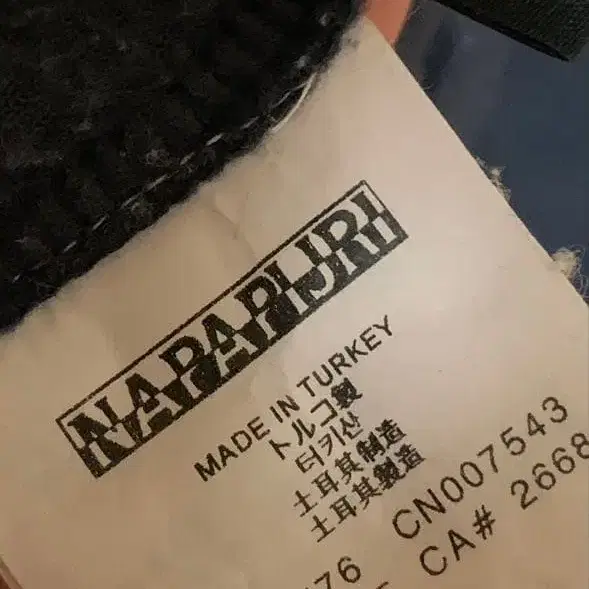 NAPAPIJRI
MADE IN TURKEY
トルコ製
터키산
土耳其制造
土耳其製造
76 CN007543
CA# 2668